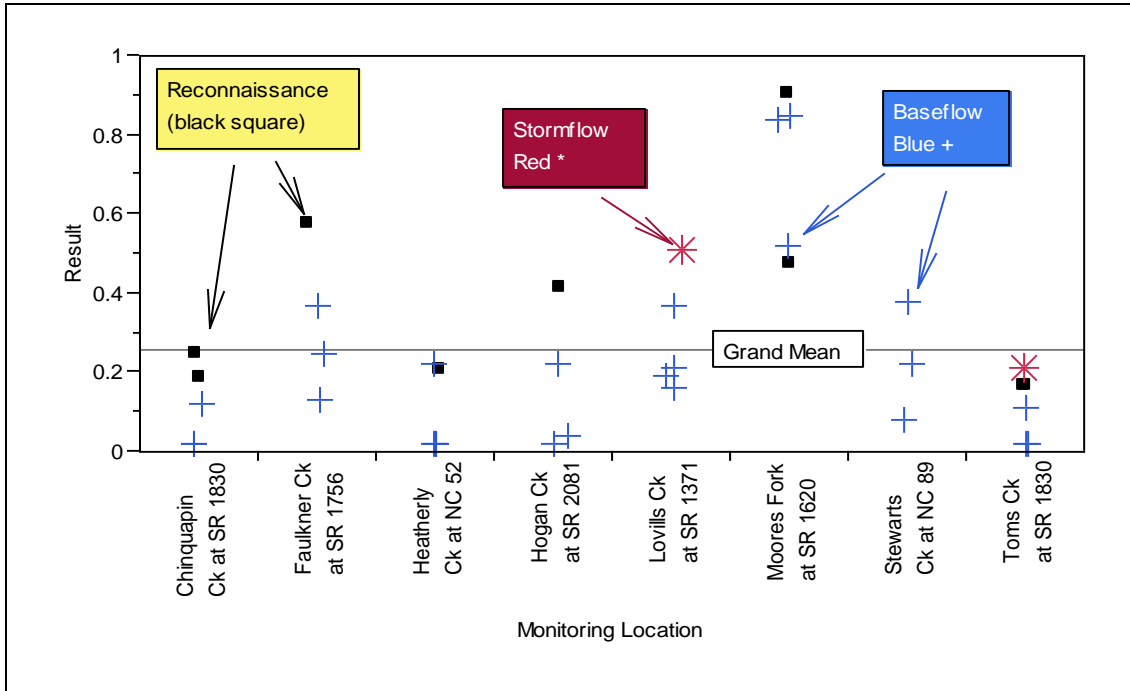 Reconnaissance
(black square)
Stormflow
Red *
Baseflow
Blue +
Grand Mean
Result
1
0.8
0.6
0.4
0.2
0
Chinquapin
Ck at SR 1830
Faulkner Ck
at SR 1756
Heatherly
Ck at NC 52
Hogan Ck
at SR 2081
Lovills Ck
at SR 1371
Moores Fork
at SR 1620
Stewarts
Ck at NC 89
Toms Ck
at SR 1830
Monitoring Location